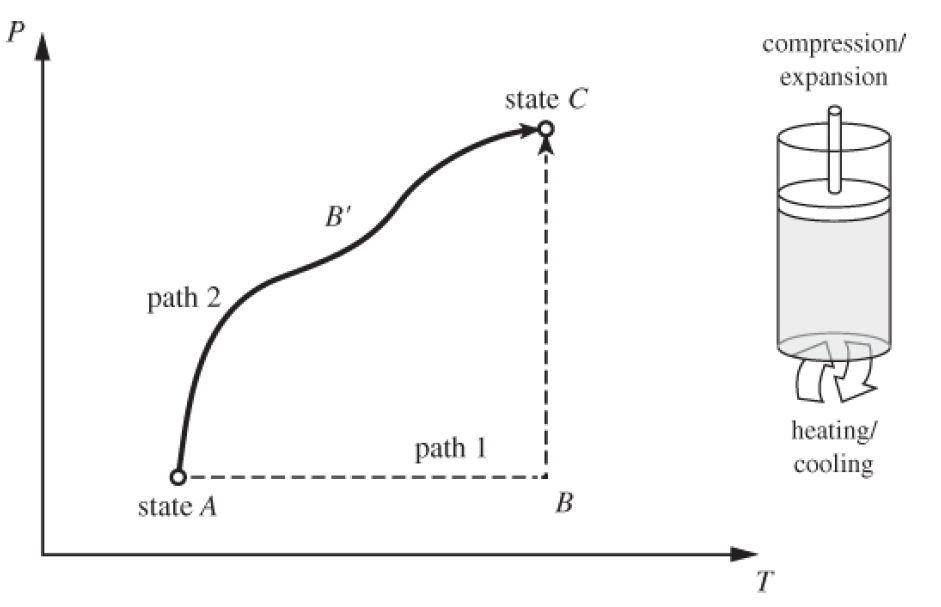 P
compression/
expansion
state C
B′
path 2
path 1
heating/
cooling
state A
B
T